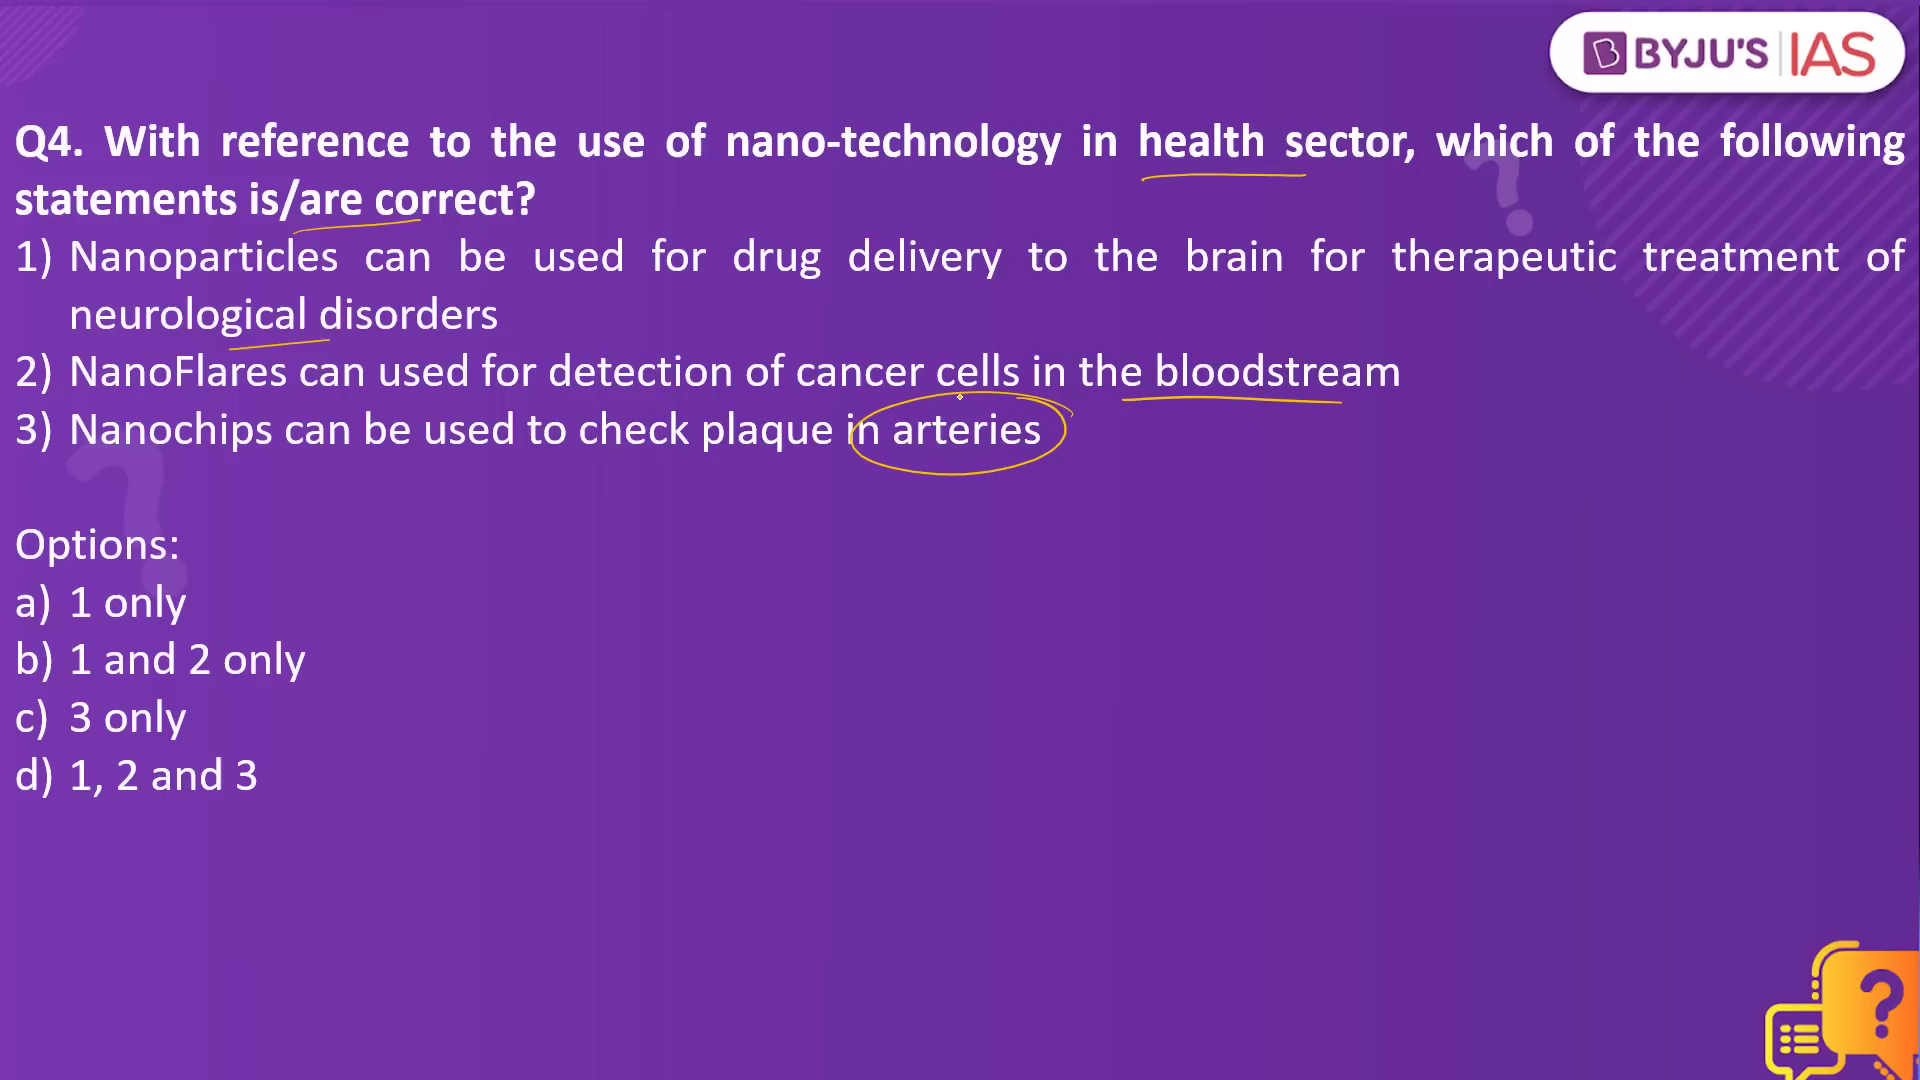 BYJU'S IAS
Q4. With reference to the use of nano-technology in health sector, which of the following
statements is/are correct?
1) Nanoparticles can be used for drug delivery to the brain for therapeutic treatment of
neurological disorders
2) NanoFlares can used for detection of cancer cells in the bloodstream
3) Nanochips can be used to check plaque in arteries
Options:
a) 1 only
b) 1 and 2 only
c) 3 only
d) 1, 2 and 3